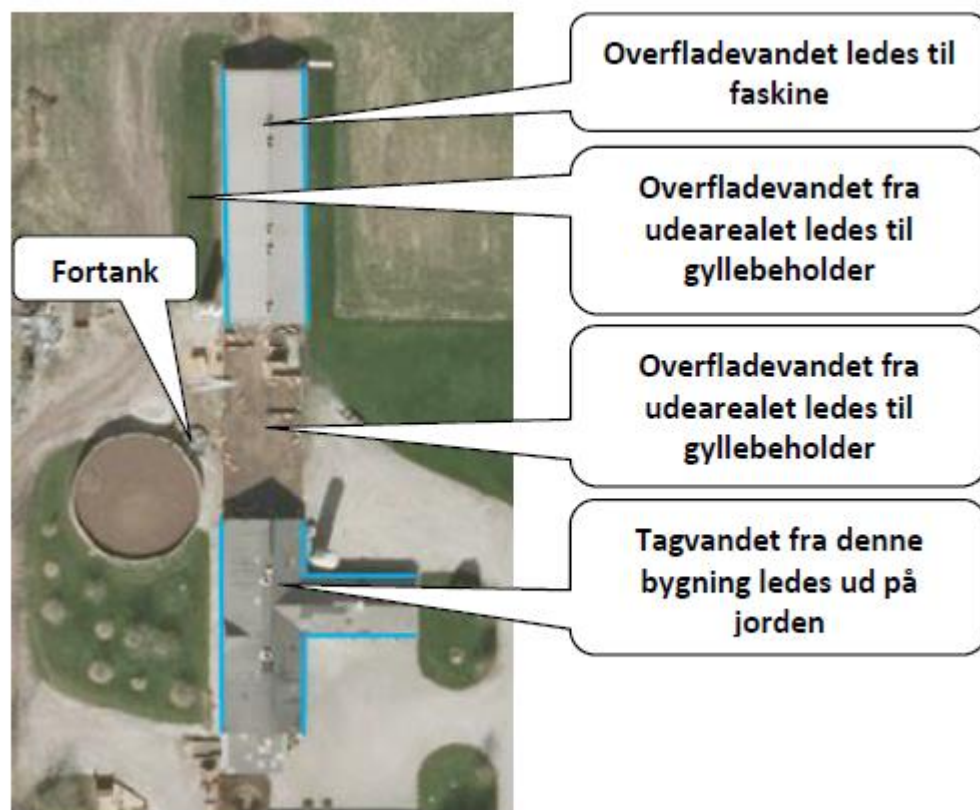 Overfladevandet ledes til
faskine
Overfladevandet fra
udearealet ledes til
gyllebeholder
Fortank
Overfladevandet fra
udearealet ledes til
gyllebeholder
Tagvandet fra denne
bygning ledes ud på
jorden